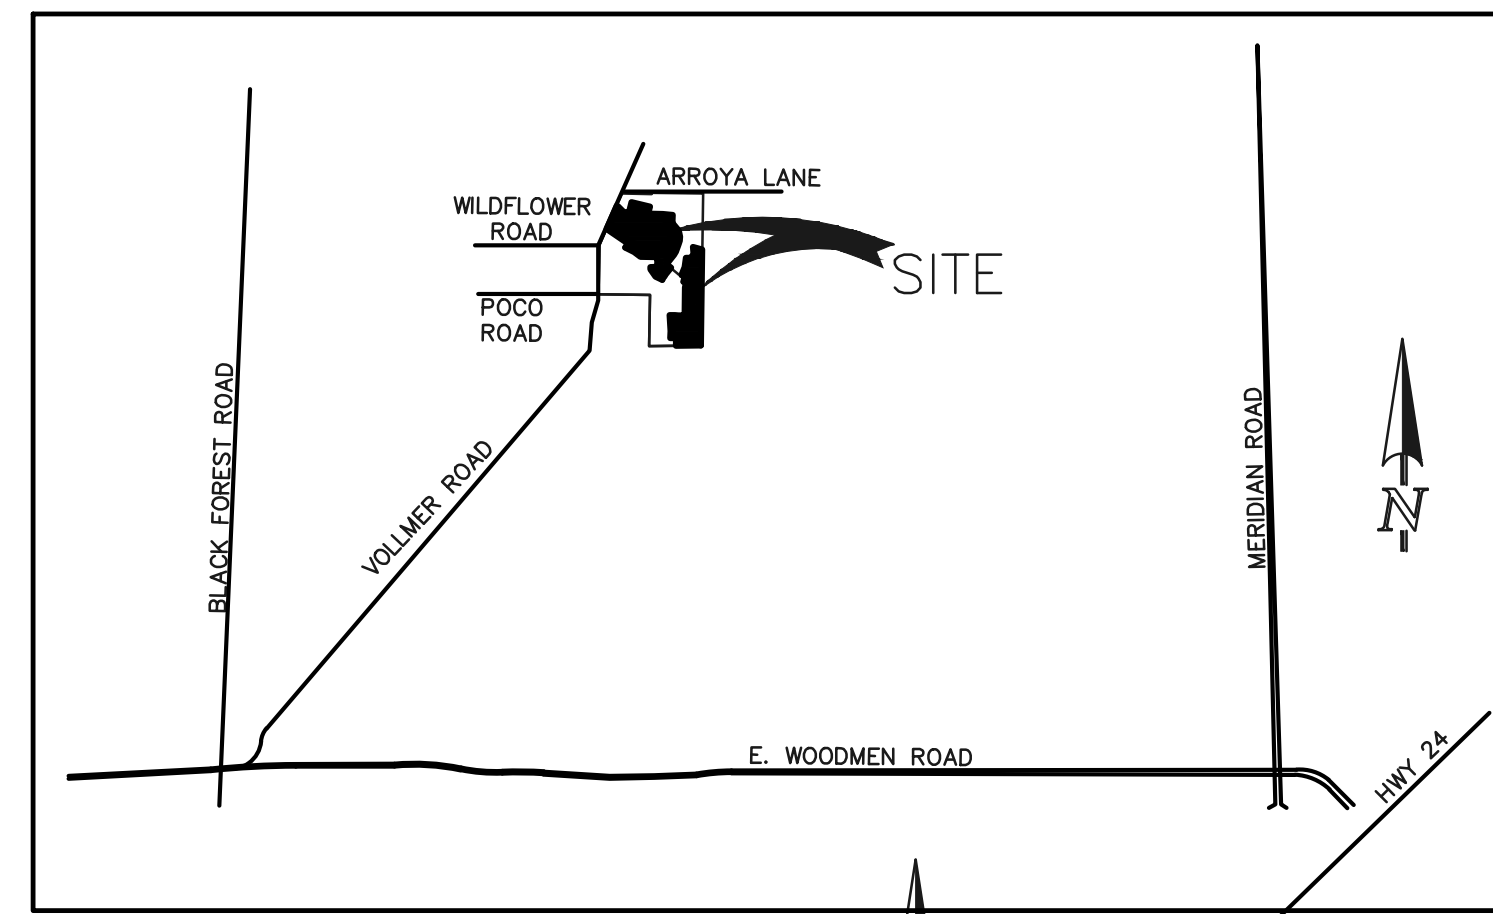 ARROYA LANE
WILDFLOWER
ROAD
SITE
POCO
ROAD
BLACK FOREST ROAD
VOLLMER ROAD
MERIDIAN ROAD
N
E. WOODMEN ROAD
HWY 24